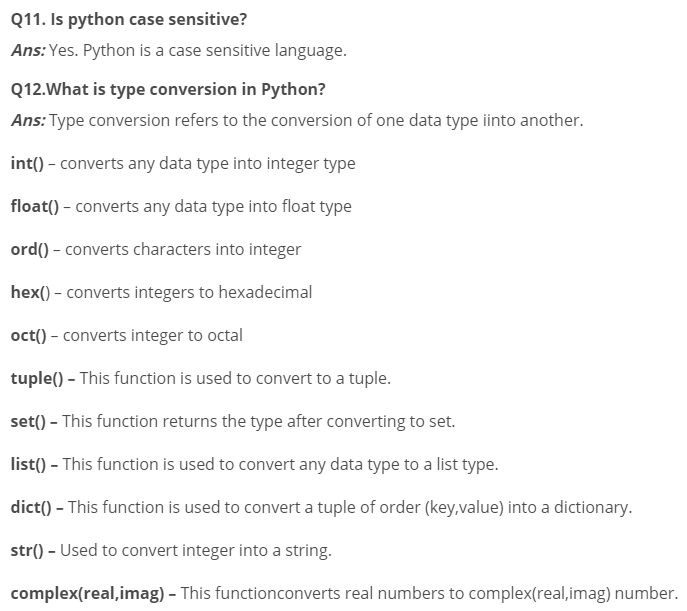 Q11. Is python case sensitive?
Ans: Yes. Python is a case sensitive language.
Q12.What is type conversion in Python?
Ans: Type conversion refers to the conversion of one data type iinto another.
int() – converts any data type into integer type
float() – converts any data type into float type
ord() – converts characters into integer
hex() – converts integers to hexadecimal
oct() – converts integer to octal
tuple() – This function is used to convert to a tuple.
set() – This function returns the type after converting to set.
list() – This function is used to convert any data type to a list type.
dict() – This function is used to convert a tuple of order (key,value) into a dictionary.
str() – Used to convert integer into a string.
complex(real,imag) – This functionconverts real numbers to complex(real,imag) number.